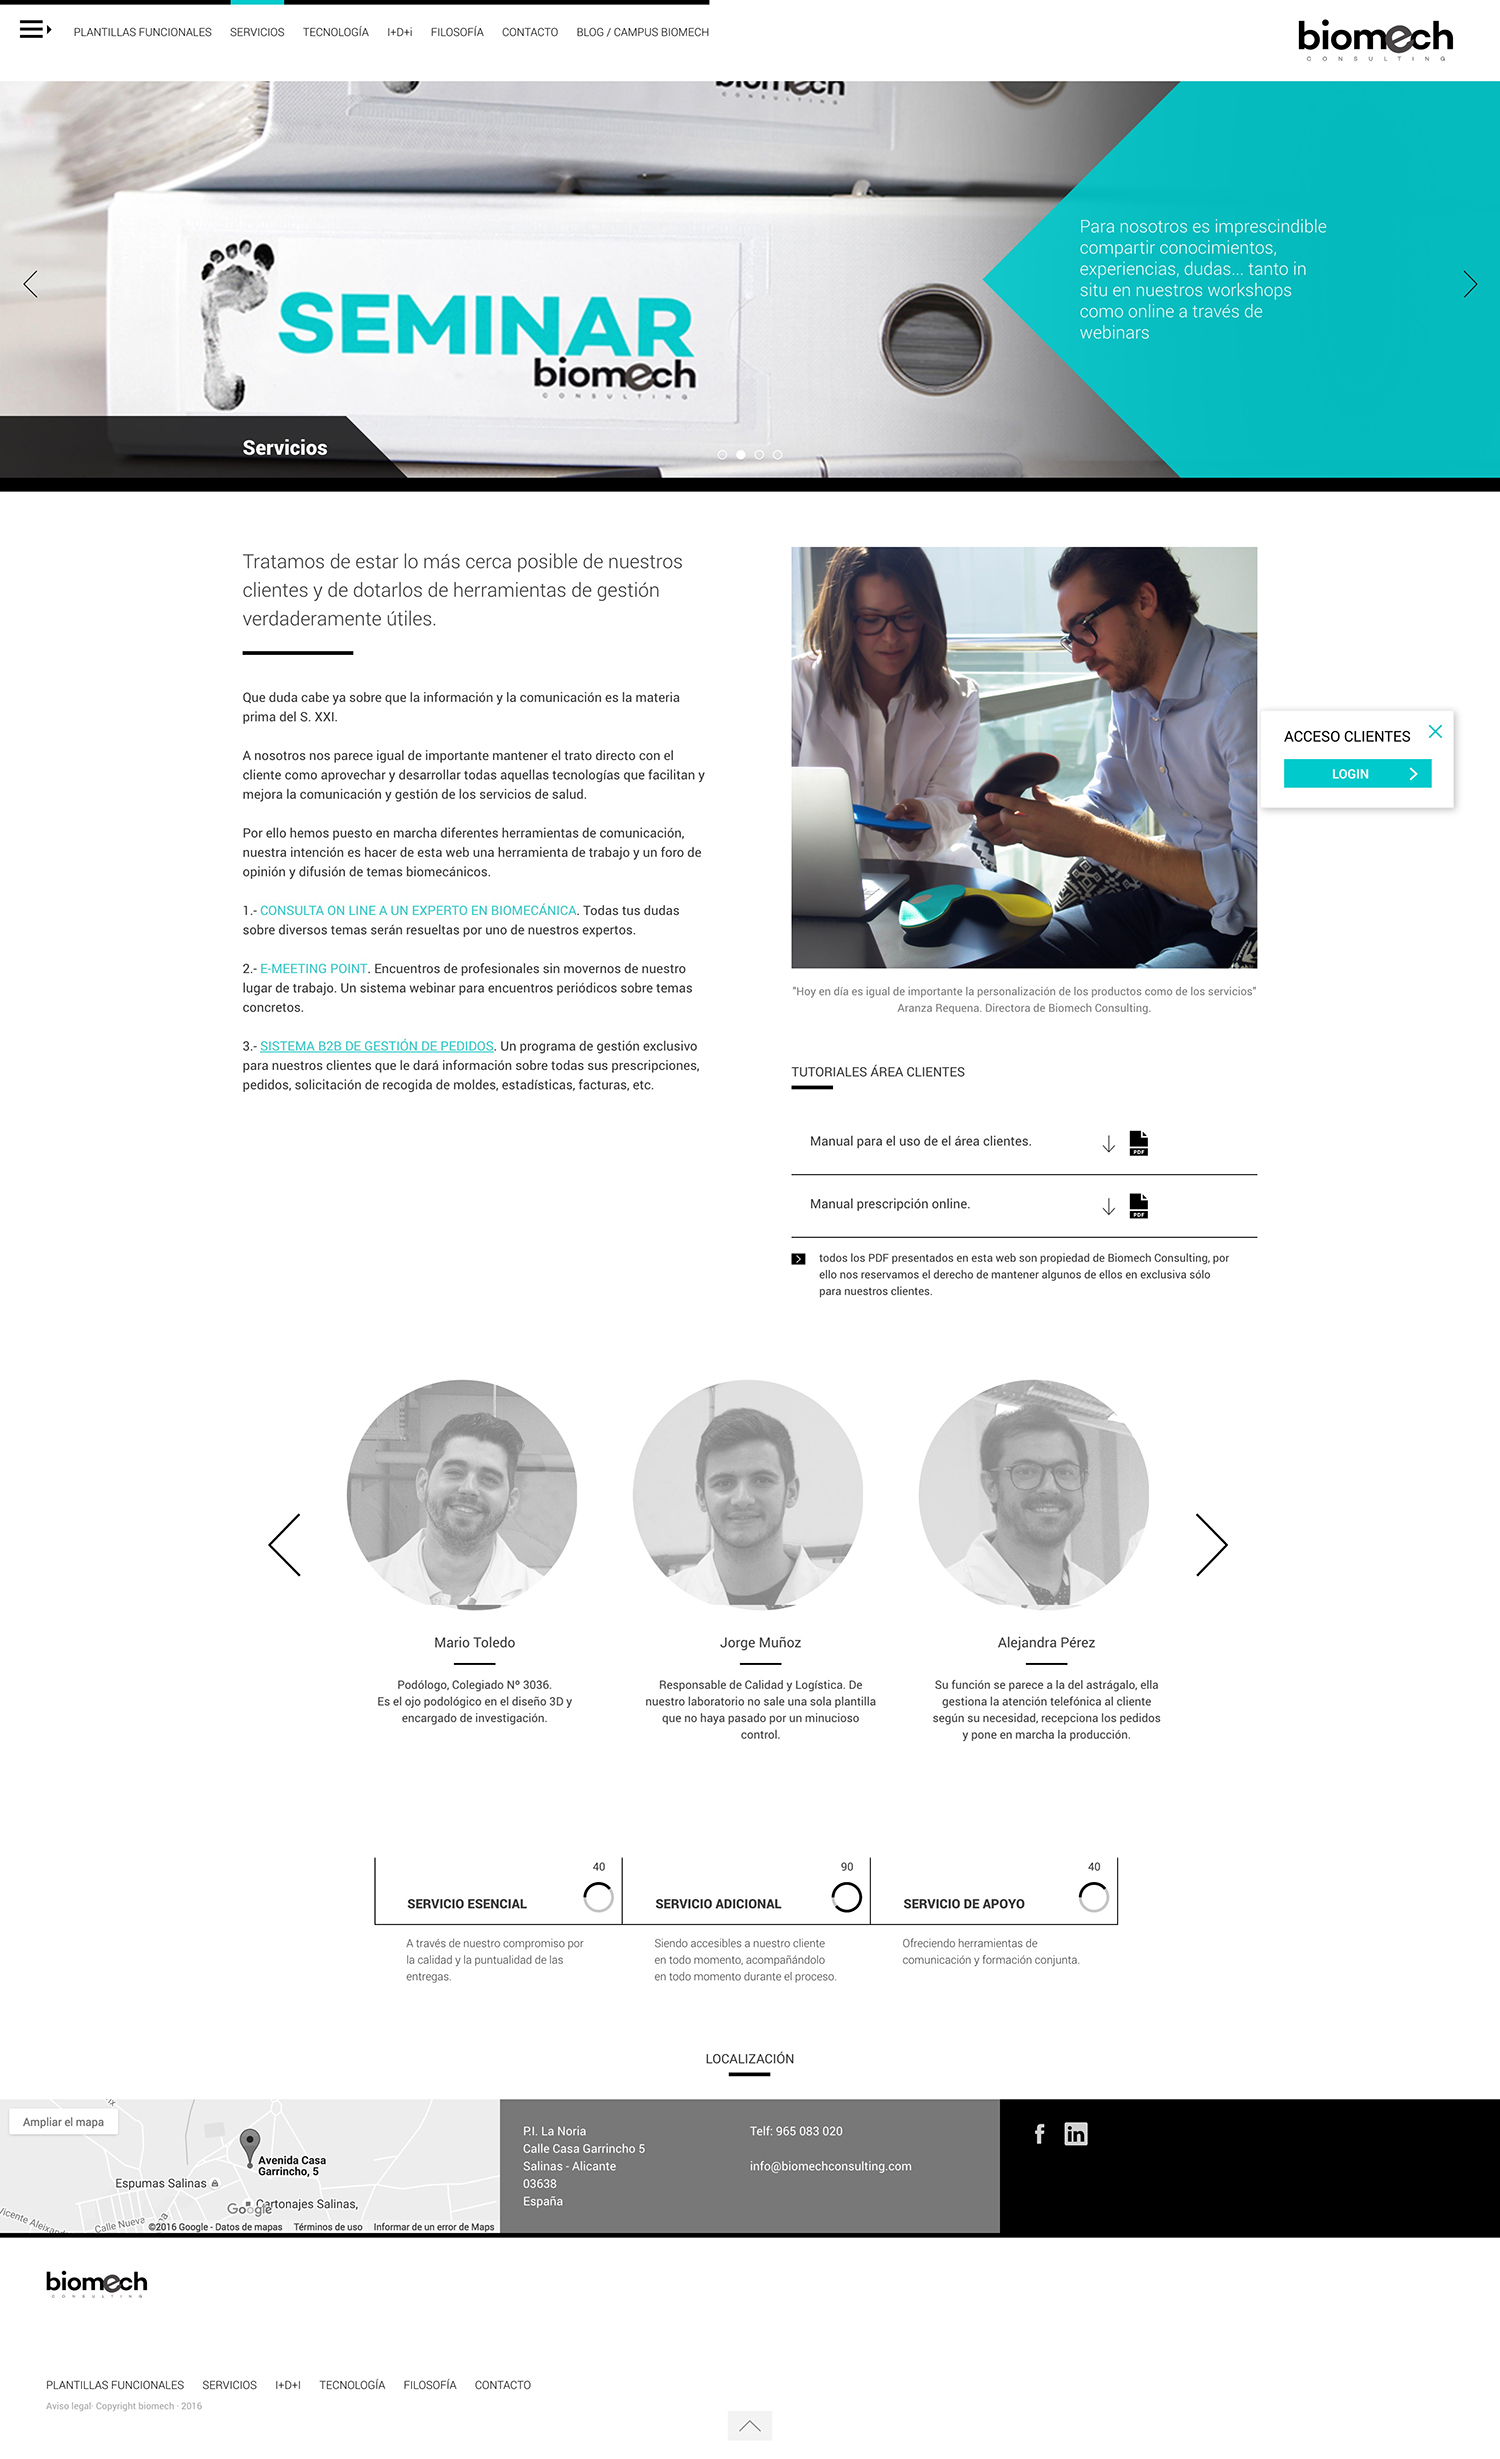 PLANTILLAS FUNCIONALES SERVICIOS TECNOLOGÍA I+D+i FILOSOFÍA CONTACTO BLOG / CAMPUS BIOMECH
biomech
CONSULTING
biomech
CONSULTING
Para nosotros es imprescindible
compartir conocimientos,
experiencias, dudas... tanto in
situ en nuestros workshops
como online a través de
webinars
SEMINAR
biomech
CONSULTING
Servicios
Tratamos de estar lo más cerca posible de nuestros
clientes y de dotarlos de herramientas de gestión
verdaderamente útiles.
Que duda cabe ya sobre que la información y la comunicación es la materia
prima del S. XXI.
A nosotros nos parece igual de importante mantener el trato directo con el
cliente como aprovechar y desarrollar todas aquellas tecnologías que facilitan y
mejora la comunicación y gestión de los servicios de salud.
Por ello hemos puesto en marcha diferentes herramientas de comunicación,
nuestra intención es hacer de esta web una herramienta de trabajo y un foro de
opinión y difusión de temas biomecánicos.
1.- CONSULTA ON LINE A UN EXPERTO EN BIOMECÁNICA. Todas tus dudas
sobre diversos temas serán resueltas por uno de nuestros expertos.
2.- E-MEETING POINT. Encuentros de profesionales sin movernos de nuestro
lugar de trabajo. Un sistema webinar para encuentros periódicos sobre temas
concretos.
3.- SISTEMA B2B DE GESTIÓN DE PEDIDOS. Un programa de gestión exclusivo
para nuestros clientes que le dará información sobre todas sus prescripciones,
pedidos, solicitación de recogida de moldes, estadísticas, facturas, etc.
ACCESO CLIENTES
LOGIN
"Hoy en día es igual de importante la personalización de los productos como de los servicios"
Aranza Requena. Directora de Biomech Consulting.
TUTORIALES ÁREA CLIENTES
Manual para el uso de el área clientes.
PDF
Manual prescripción online.
PDF
todos los PDF presentados en esta web son propiedad de Biomech Consulting, por
ello nos reservamos el derecho de mantener algunos de ellos en exclusiva sólo
para nuestros clientes.
Mario Toledo
Podólogo, Colegiado Nº 3036.
Es el ojo podológico en el diseño 3D y
encargado de investigación.
Jorge Muñoz
Responsable de Calidad y Logística. De
nuestro laboratorio no sale una sola plantilla
que no haya pasado por un minucioso
control.
Alejandra Pérez
Su función se parece a la del astrágalo, ella
gestiona la atención telefónica al cliente
según su necesidad, recepciona los pedidos
y pone en marcha la producción.
40
SERVICIO ESENCIAL
A través de nuestro compromiso por
la calidad y la puntualidad de las
entregas.
90
SERVICIO ADICIONAL
Siendo accesibles a nuestro cliente
en todo momento, acompañándolo
en todo momento durante el proceso.
40
SERVICIO DE APOYO
Ofreciendo herramientas de
comunicación y formación conjunta.
LOCALIZACIÓN
Ampliar el mapa
Avenida Casa
Garrincho, 5
Espumas Salinas
Cartonajes Salinas,
Google
Vicente Aleixand
Calle Nueva
©2016 Google - Datos de mapas Términos de uso Informar de un error de Maps
P.I. La Noria
Calle Casa Garrincho 5
Salinas - Alicante
03638
España
Telf: 965 083 020
info@biomechconsulting.com
f in
biomech
CONSULTING
PLANTILLAS FUNCIONALES SERVICIOS I+D+I TECNOLOGÍA FILOSOFÍA CONTACTO
Aviso legal· Copyright biomech · 2016